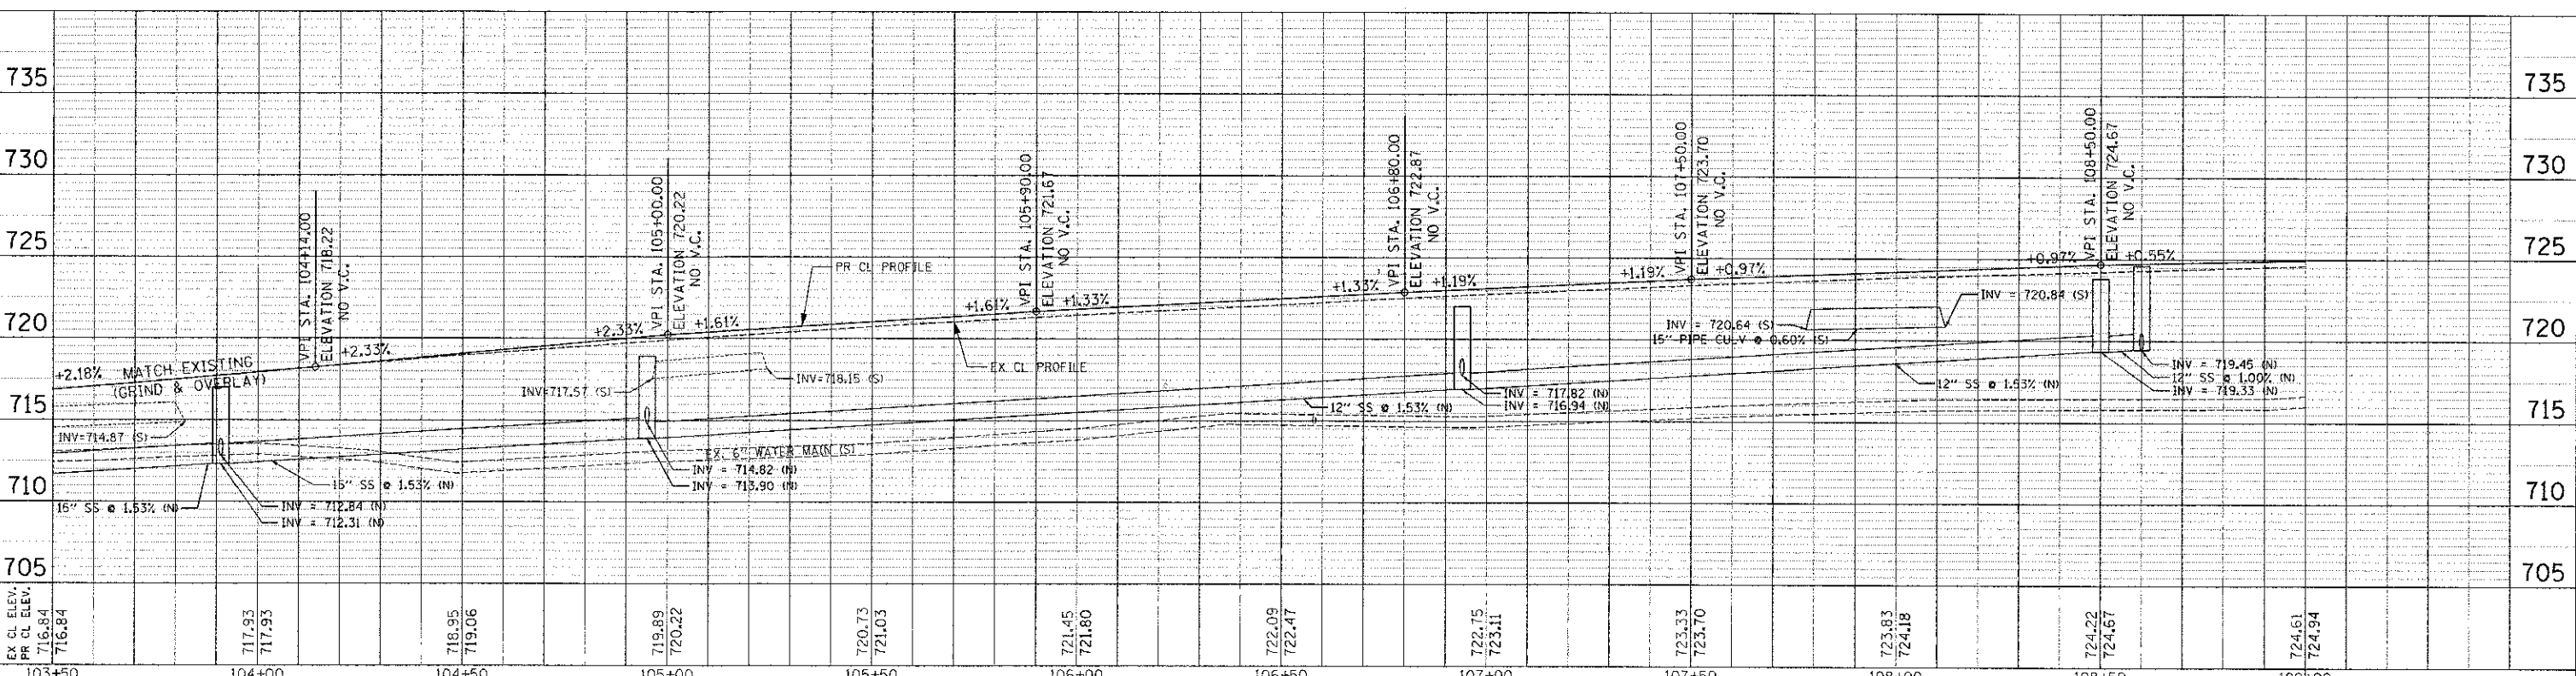 735
735
730
730
725
725
720
720
715
715
710
710
705
705
+2.18%
MATCH EXISTING
(GRIND & OVERLAY)
VPI STA. 104+14.00
ELEVATION 718.22
NO V.C.
+2.33%
+2.33%
VPI STA. 105+00.00
ELEVATION 720.22
NO V.C.
+1.61%
PR CL PROFILE
EX CL PROFILE
+1.61%
VPI STA. 105+90.00
ELEVATION 721.67
NO V.C.
+1.33%
+1.33%
VPI STA. 106+80.00
ELEVATION 722.87
NO V.C.
+1.19%
+1.19%
VPI STA. 107+50.00
ELEVATION 723.70
NO V.C.
+0.97%
+0.97%
VPI STA. 108+50.00
ELEVATION 724.67
NO V.C.
+0.55%
INV=714.87 (S)
15" SS @ 1.53% (N)
15" SS @ 1.53% (N)
INV = 712.84 (N)
INV = 712.31 (N)
INV=717.57 (S)
INV=718.15 (S)
EX. 6" WATER MAIN (S)
INV = 714.82 (N)
INV = 713.90 (N)
12" SS @ 1.53% (N)
INV = 717.82 (N)
INV = 716.94 (N)
INV = 720.64 (S)
15" PIPE CULV @ 0.60% (S)
INV = 720.84 (S)
12" SS @ 1.53% (N)
INV = 719.45 (N)
12" SS @ 1.00% (N)
INV = 719.33 (N)
EX CL ELEV.
PR CL ELEV.
716.84
716.84
717.93
717.93
718.95
719.06
719.89
720.22
720.73
721.03
721.45
721.80
722.09
722.47
722.75
723.11
723.33
723.70
723.83
724.18
724.22
724.67
724.61
724.94
103+50
104+00
104+50
105+00
105+50
106+00
106+50
107+00
107+50
108+00
108+50
109+00